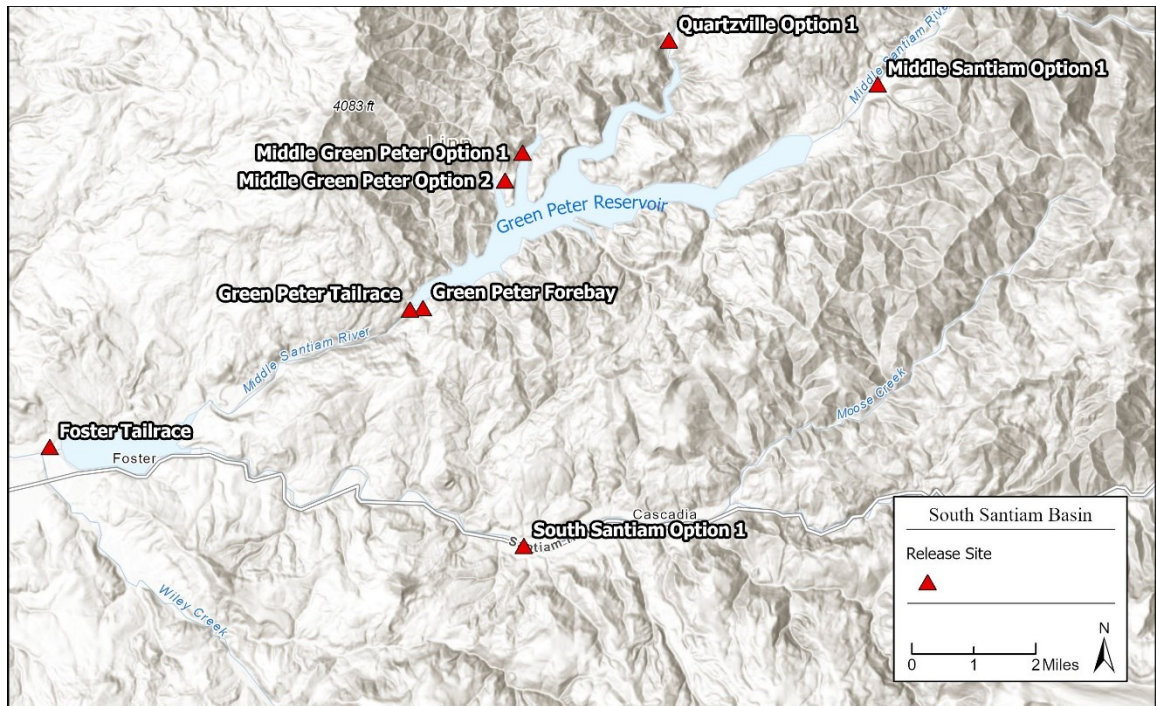 Quartzville Option 1
Middle Santiam River
Middle Santiam Option 1
4083 ft
Linn
Middle Green Peter Option 1
Middle Green Peter Option 2
Green Peter Reservoir
Green Peter Tailrace
Green Peter Forebay
Middle Santiam River
Moose Creek
Foster Tailrace
Foster
Cascadia
South Santiam Option 1
Wiley Creek
South Santiam Basin
Release Site
N
0 1 2 Miles